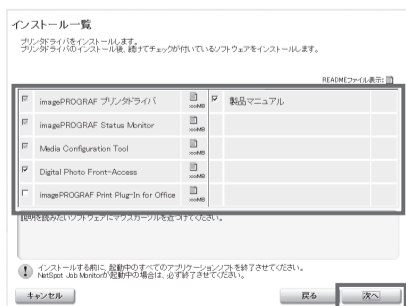 インストール一覧
プリンタドライバをインストールします。
プリンタドライバのインストール後、続けてチェックが付いているソフトウェアをインストールします。
READMEファイル表示:
imagePROGRAF プリンタドライバ
xxxMB
製品マニュアル
imagePROGRAF Status Monitor
xxxMB
Media Configuration Tool
xxxMB
Digital Photo Front-Access
xxxMB
imagePROGRAF Print Plug-In for Office
xxxMB
説明を読みたいソフトウェアにマウスカーソルを近づけてください。
インストールする前に、起動中のすべてのアプリケーションソフトを終了させてください。
NetSpot Job Monitorが起動中の場合は、必ず終了させてください。
キャンセル
戻る
次へ